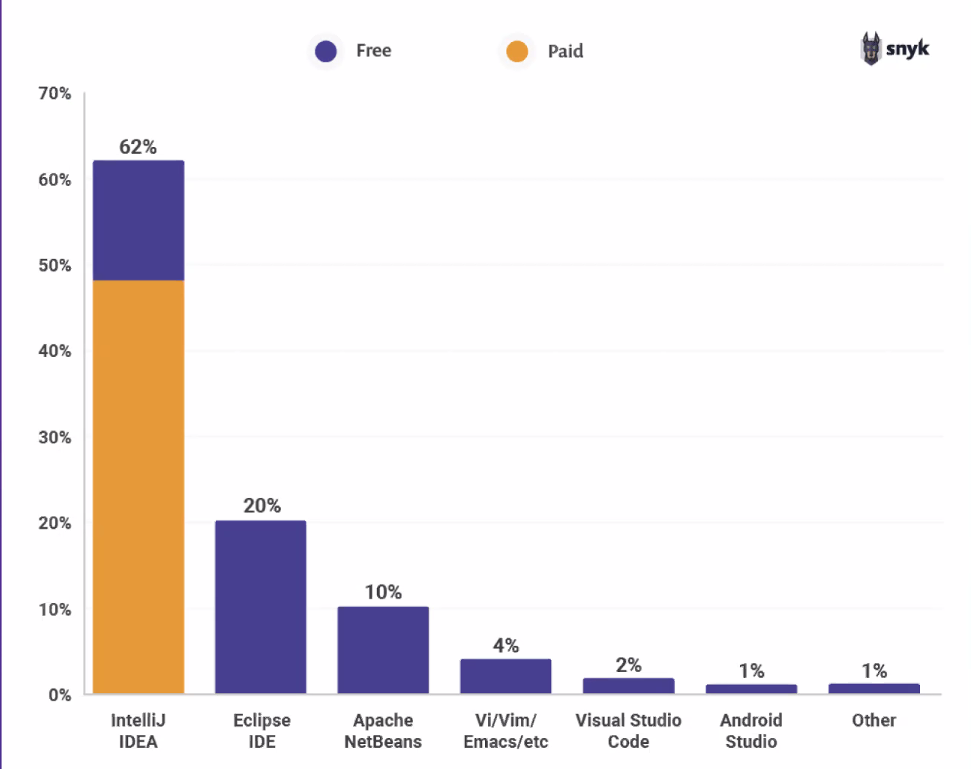 Free
Paid
snyk
70%
62%
60%
50%
40%
30%
20%
20%
10%
10%
4%
2%
1%
1%
0%
IntelliJ
IDEA
Eclipse
IDE
Apache
NetBeans
Vi/Vim/
Emacs/etc
Visual Studio
Code
Android
Studio
Other